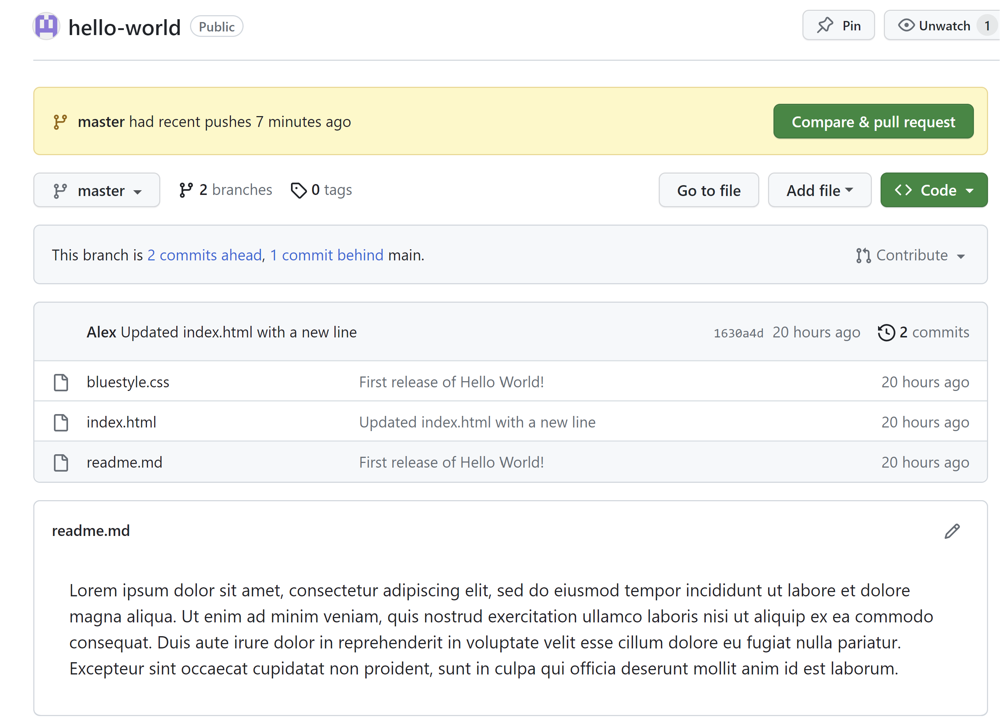 hello-world Public Pin Unwatch 1
master had recent pushes 7 minutes ago Compare & pull request
master 2 branches 0 tags Go to file Add file Code
This branch is 2 commits ahead, 1 commit behind main. Contribute
Alex Updated index.html with a new line 1630a4d 20 hours ago 2 commits
bluestyle.css First release of Hello World! 20 hours ago
index.html Updated index.html with a new line 20 hours ago
readme.md First release of Hello World! 20 hours ago
readme.md
Lorem ipsum dolor sit amet, consectetur adipiscing elit, sed do eiusmod tempor incididunt ut labore et dolore
magna aliqua. Ut enim ad minim veniam, quis nostrud exercitation ullamco laboris nisi ut aliquip ex ea commodo
consequat. Duis aute irure dolor in reprehenderit in voluptate velit esse cillum dolore eu fugiat nulla pariatur.
Excepteur sint occaecat cupidatat non proident, sunt in culpa qui officia deserunt mollit anim id est laborum.